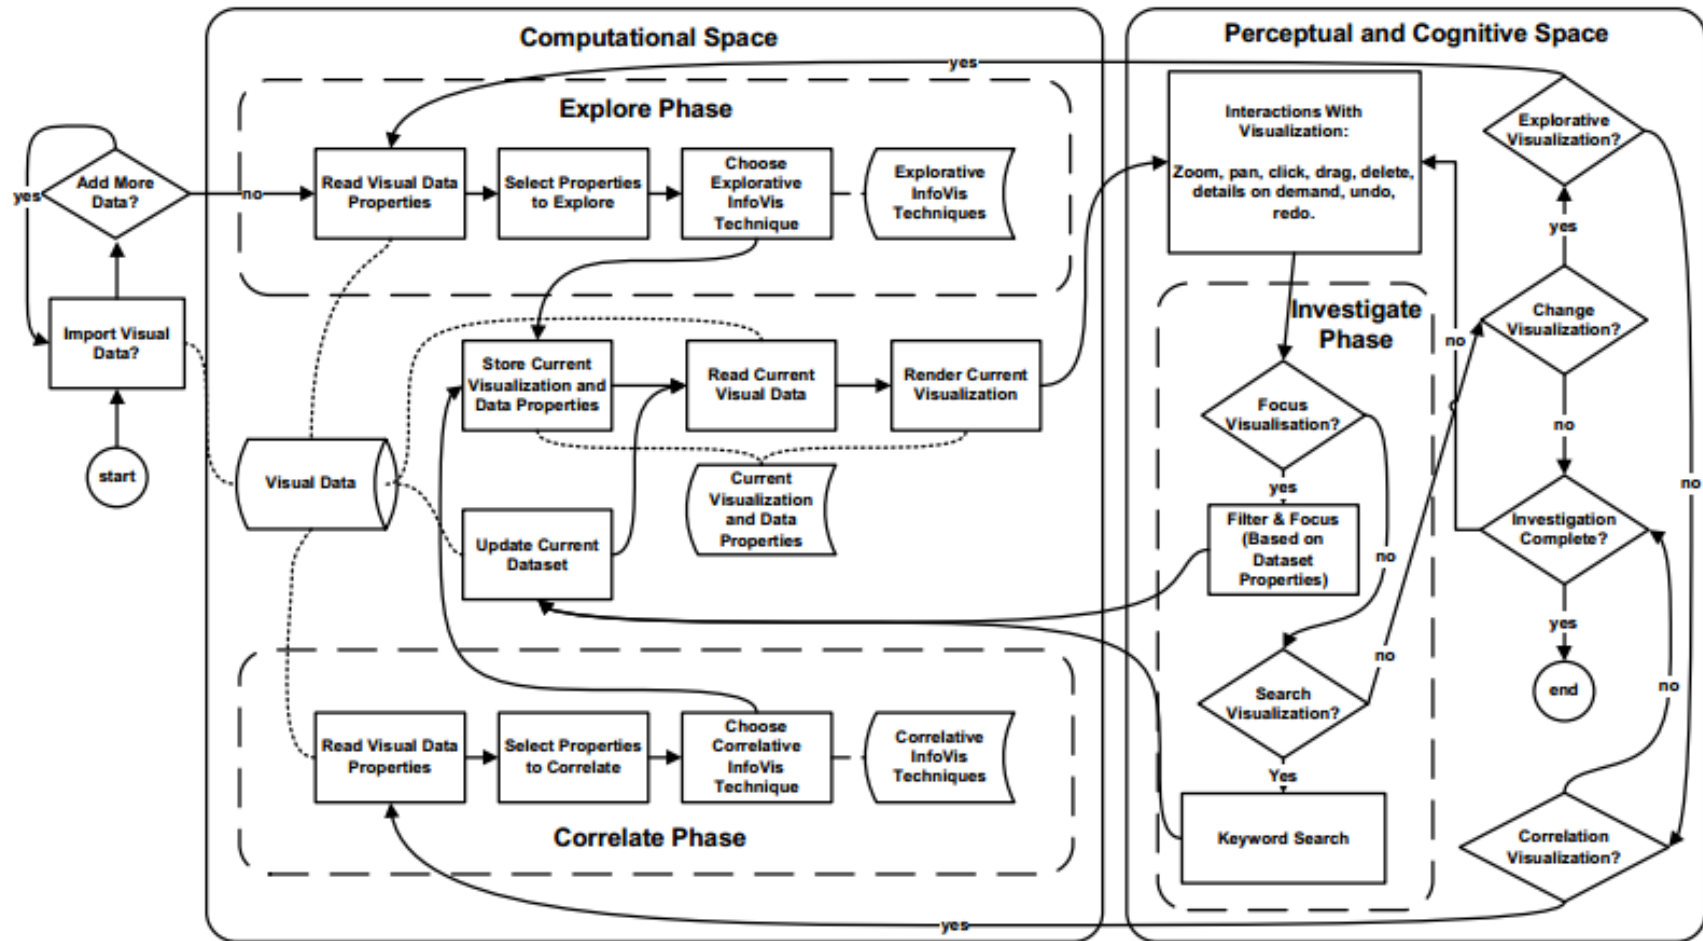 Computational Space
Perceptual and Cognitive Space
yes
Explore Phase
Add More
Data?
yes
no
Read Visual Data
Properties
Select Properties
to Explore
Choose
Explorative
InfoVis
Technique
Explorative
InfoVis
Techniques
Interactions With
Visualization:
Zoom, pan, click, drag, delete,
details on demand, undo,
redo.
Explorative
Visualization?
yes
Import Visual
Data?
start
Visual Data
Store Current
Visualization and
Data Properties
Read Current
Visual Data
Render Current
Visualization
Current
Visualization
and Data
Properties
Update Current
Dataset
Investigate
Phase
Focus
Visualisation?
yes
no
Filter & Focus
(Based on
Dataset
Properties)
Search
Visualization?
no
Yes
Keyword Search
Change
Visualization?
no
no
Investigation
Complete?
yes
end
no
no
Correlation
Visualization?
Read Visual Data
Properties
Select Properties
to Correlate
Choose
Correlative
InfoVis
Technique
Correlative
InfoVis
Techniques
Correlate Phase
yes